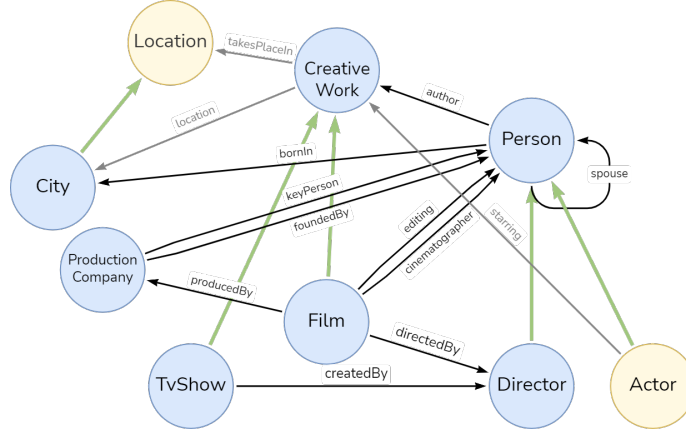 Location
takesPlaceIn
Creative
Work
author
location
Person
bornIn
spouse
City
keyPerson
foundedBy
editing
cinematographer
starring
Production
Company
producedBy
Film
directedBy
TvShow
createdBy
Director
Actor